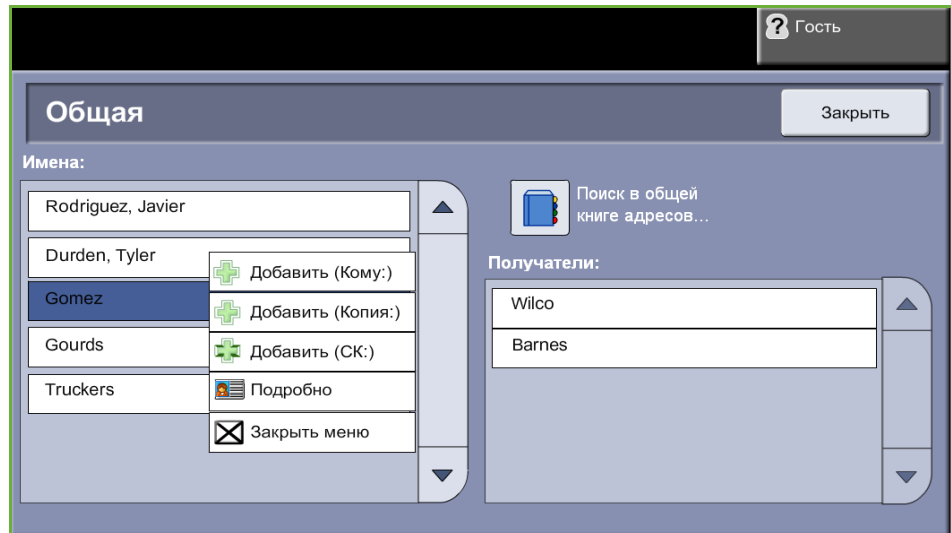 Гость
Общая
Закрыть
Имена:
Rodriguez, Javier
Durden, Tyler
Gomez
Gourds
Truckers
Добавить (Кому:)
Добавить (Копия:)
Добавить (СК:)
Подробно
Закрыть меню
Поиск в общей
книге адресов...
Получатели:
Wilco
Barnes